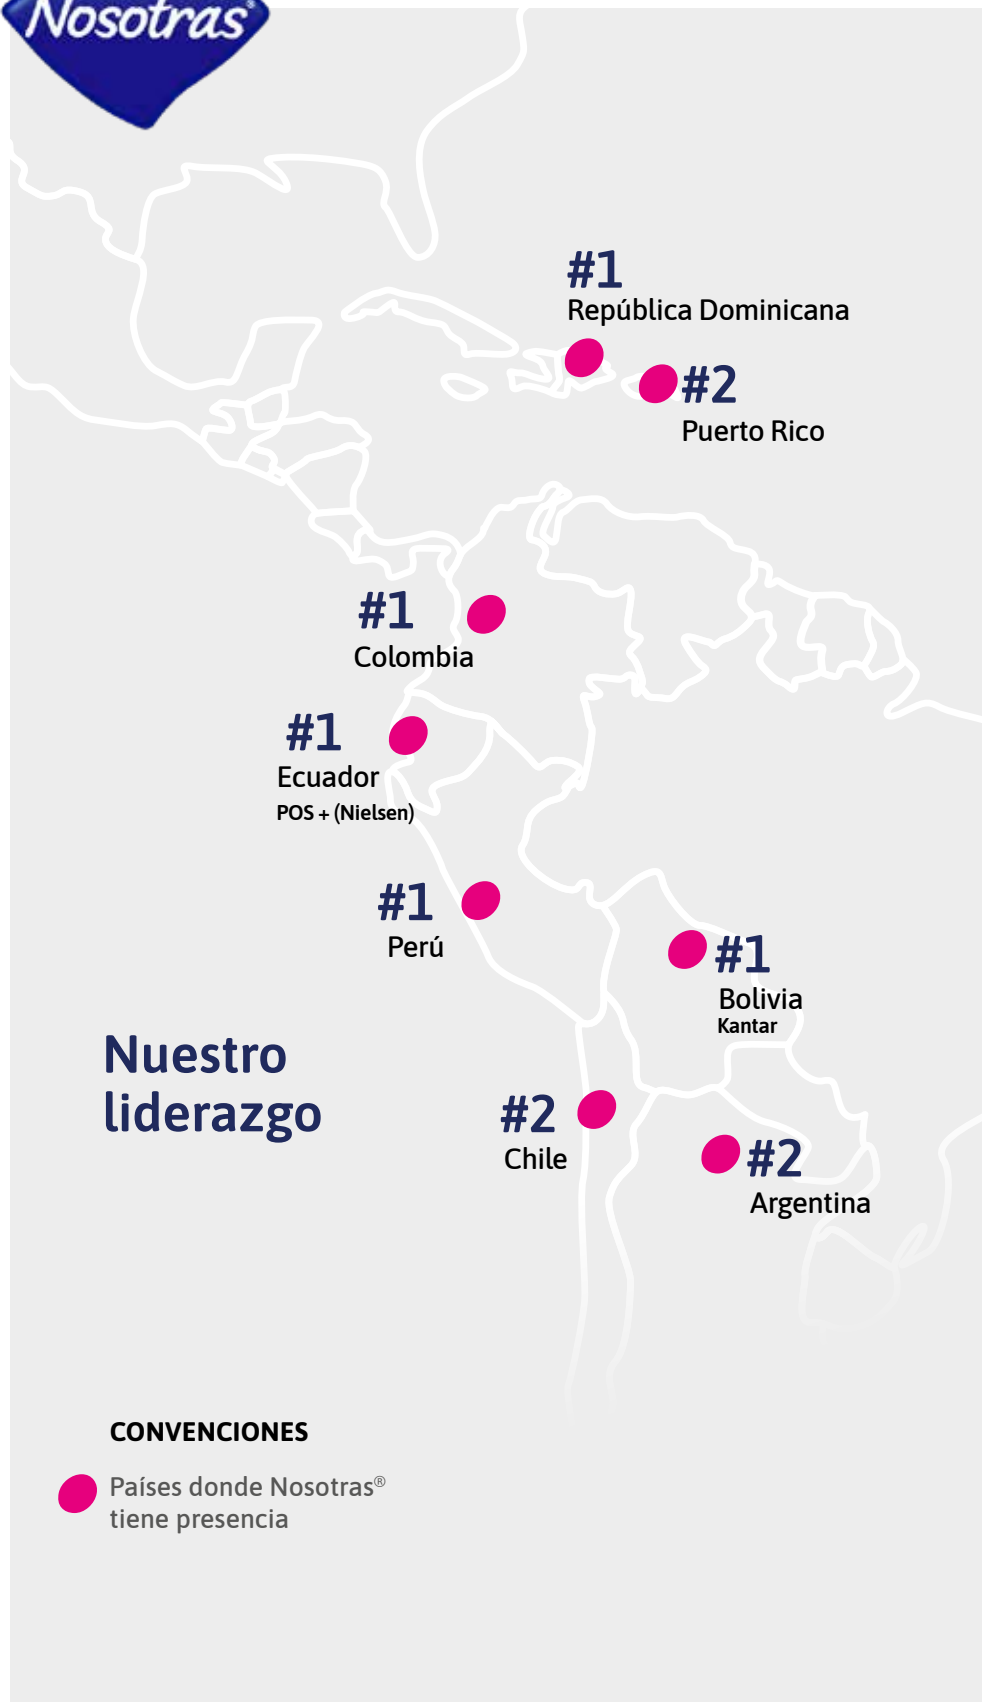 Nosotras®
#1
República Dominicana
#2
Puerto Rico
#1
Colombia
#1
Ecuador
POS + (Nielsen)
#1
Perú
#1
Bolivia
Kantar
Nuestro
liderazgo
#2
Chile
#2
Argentina
CONVENCIONES
Países donde Nosotras®
tiene presencia